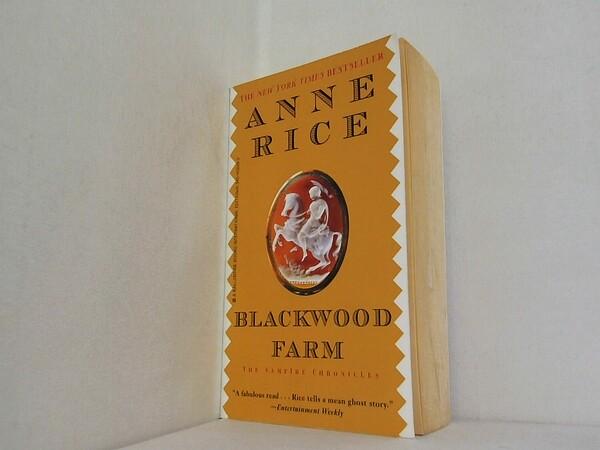 THE NEW YORK TIMES BESTSELLER
ANNE
RICE
BLACKWOOD
FARM
THE VAMPIRE CHRONICLES
"A fabulous read . . . Rice tells a mean ghost story."
—Entertainment Weekly